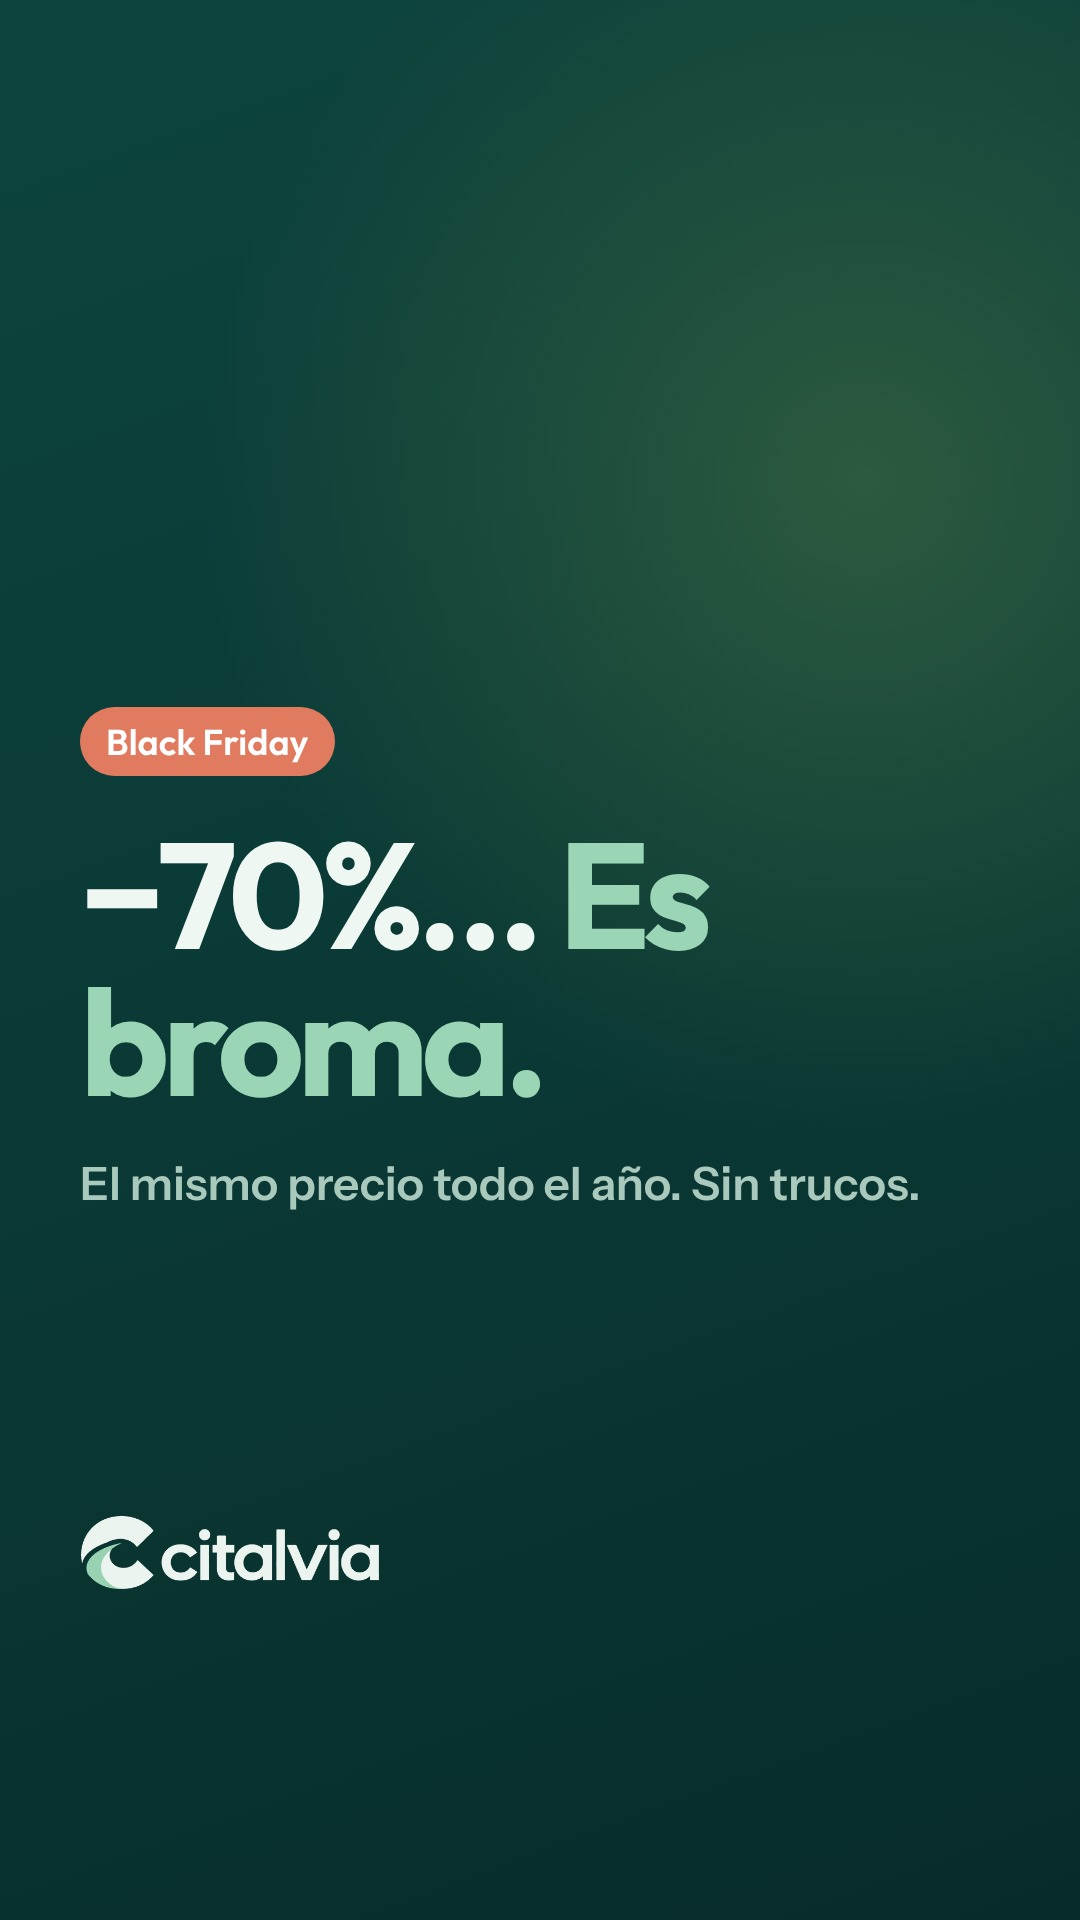 Black Friday
–70%... Es
broma.
El mismo precio todo el año. Sin trucos.
citalvia